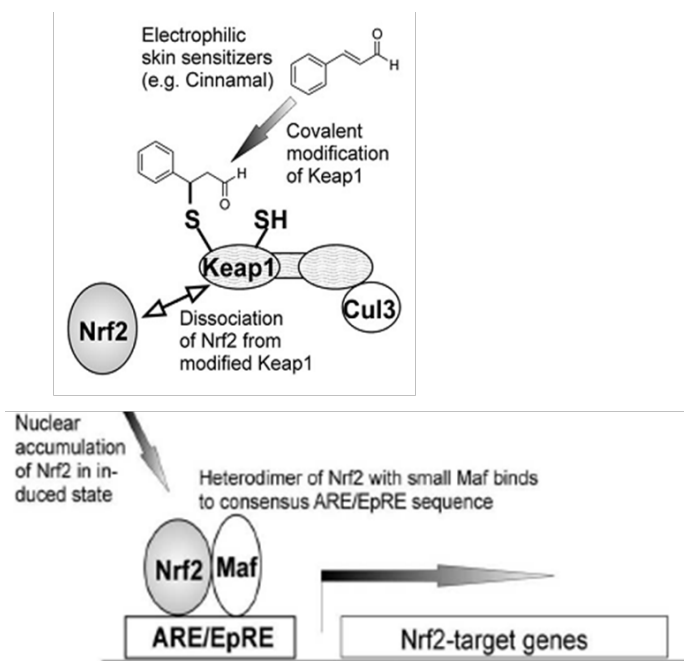 Electrophilic
skin sensitizers
(e.g. Cinnamal)
O
H
Covalent
modification
of Keap1
H
O
S
SH
Keap1
Nrf2
Cul3
Dissociation
of Nrf2 from
modified Keap1
Nuclear
accumulation
of Nrf2 in in-
duced state
Heterodimer of Nrf2 with small Maf binds
to consensus ARE/EpRE sequence
Nrf2
Maf
ARE/EpRE
Nrf2-target genes